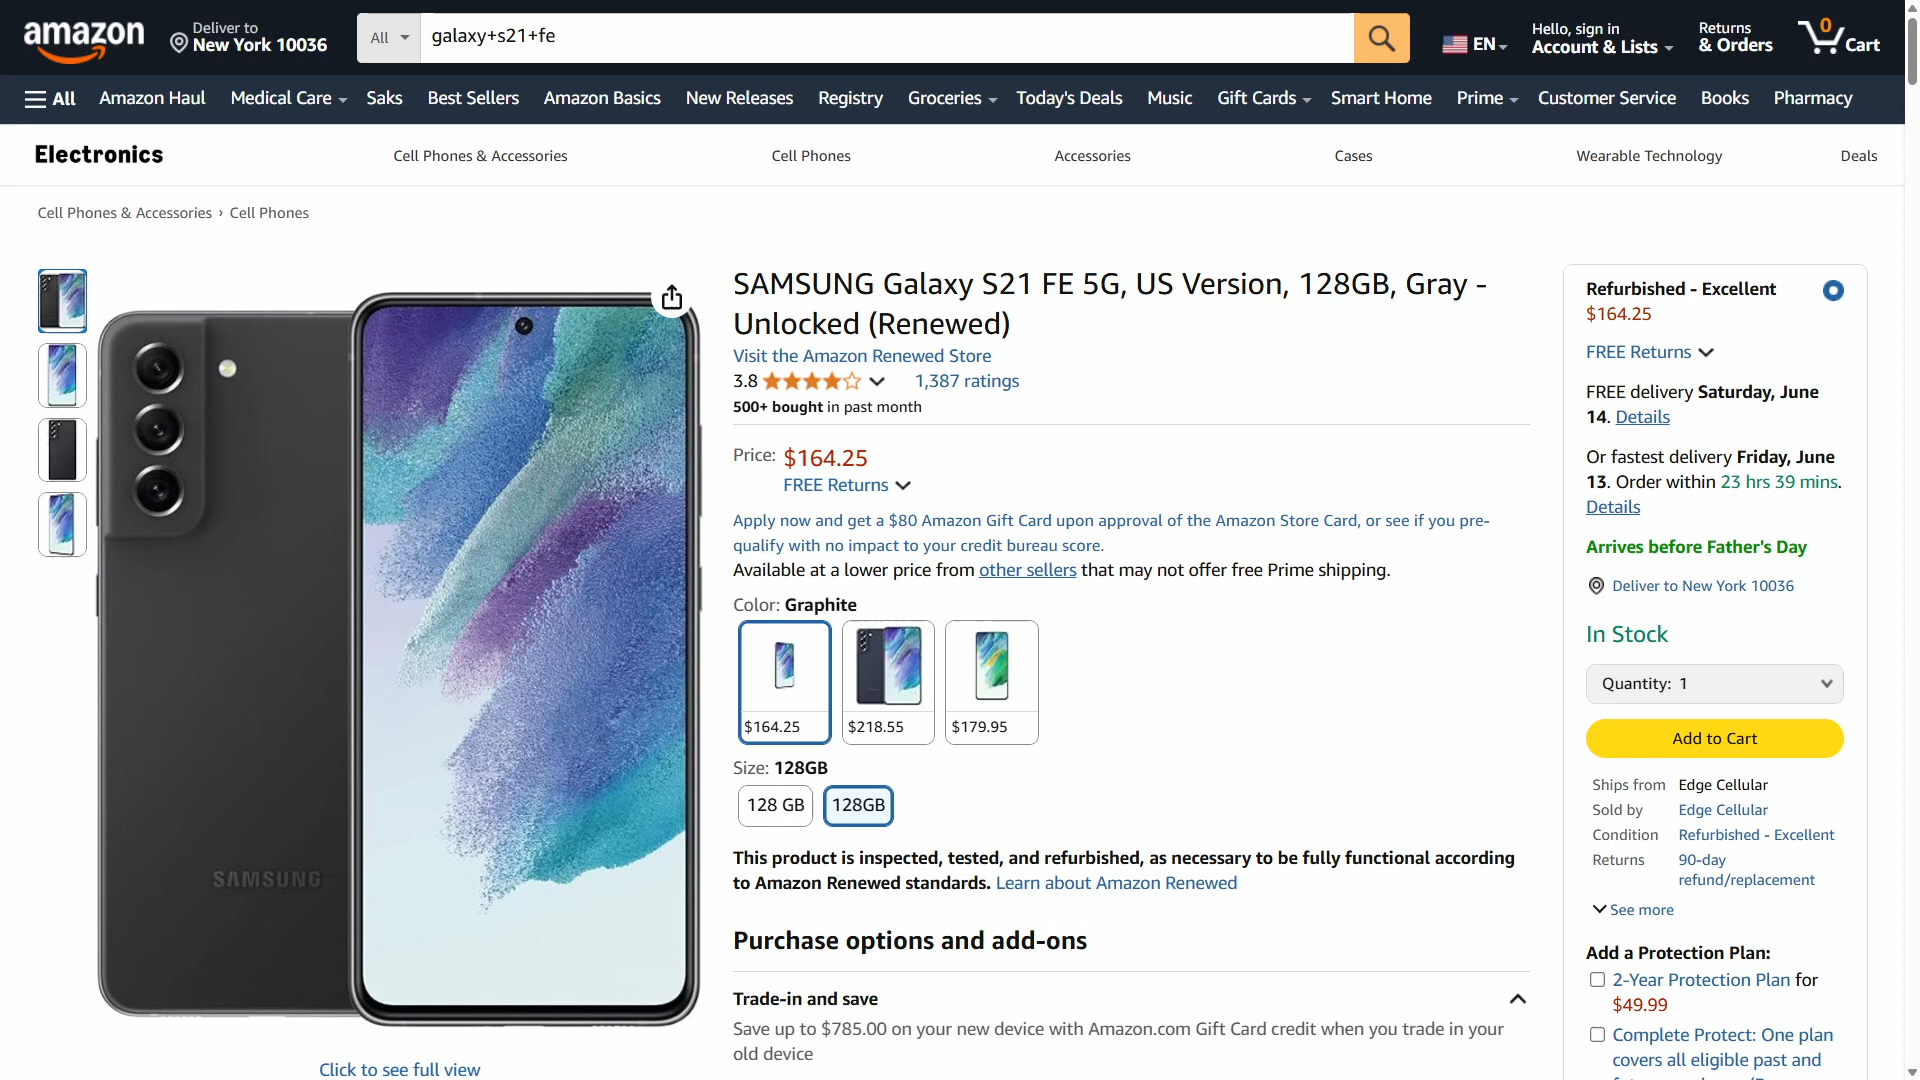 amazon
Deliver to
New York 10036
All
galaxy+s21+fe
EN
Hello, sign in
Account & Lists
Returns
& Orders
0
Cart
All
Amazon Haul
Medical Care
Saks
Best Sellers
Amazon Basics
New Releases
Registry
Groceries
Today's Deals
Music
Gift Cards
Smart Home
Prime
Customer Service
Books
Pharmacy
Electronics
Cell Phones & Accessories
Cell Phones
Accessories
Cases
Wearable Technology
Deals
Cell Phones & Accessories › Cell Phones
SAMSUNG
Click to see full view
SAMSUNG Galaxy S21 FE 5G, US Version, 128GB, Gray -
Unlocked (Renewed)
Visit the Amazon Renewed Store
3.8
1,387 ratings
500+ bought in past month
Price: $164.25
FREE Returns
Apply now and get a $80 Amazon Gift Card upon approval of the Amazon Store Card, or see if you pre-
qualify with no impact to your credit bureau score.
Available at a lower price from other sellers that may not offer free Prime shipping.
Color: Graphite
$164.25
$218.55
$179.95
Size: 128GB
128 GB
128GB
This product is inspected, tested, and refurbished, as necessary to be fully functional according
to Amazon Renewed standards. Learn about Amazon Renewed
Purchase options and add-ons
Trade-in and save
Save up to $785.00 on your new device with Amazon.com Gift Card credit when you trade in your
old device
Refurbished - Excellent
$164.25
FREE Returns
FREE delivery Saturday, June
14. Details
Or fastest delivery Friday, June
13. Order within 23 hrs 39 mins.
Details
Arrives before Father's Day
Deliver to New York 10036
In Stock
Quantity: 1
Add to Cart
Ships from Edge Cellular
Sold by Edge Cellular
Condition Refurbished - Excellent
Returns 90-day
refund/replacement
See more
Add a Protection Plan:
2-Year Protection Plan for
$49.99
Complete Protect: One plan
covers all eligible past and